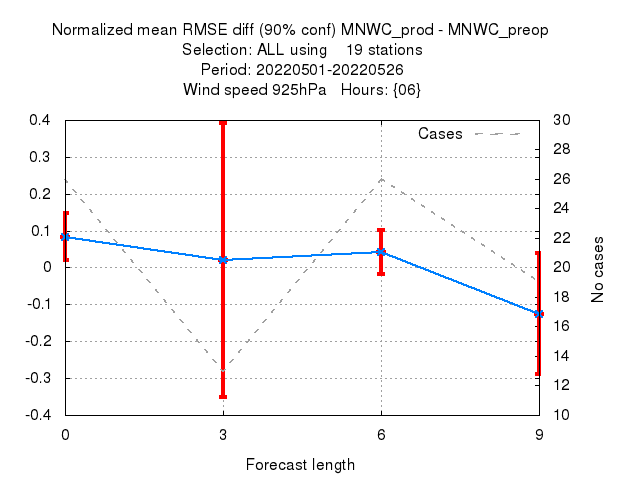 Normalized mean RMSE diff (90% conf) MNWC_prod - MNWC_preop
Selection: ALL using 19 stations
Period: 20220501-20220526
Wind speed 925hPa Hours: {06}
Cases
0.4
0.3
0.2
0.1
0
-0.1
-0.2
-0.3
-0.4
30
28
26
24
22
20
18
16
14
12
10
No cases
0 3 6 9
Forecast length